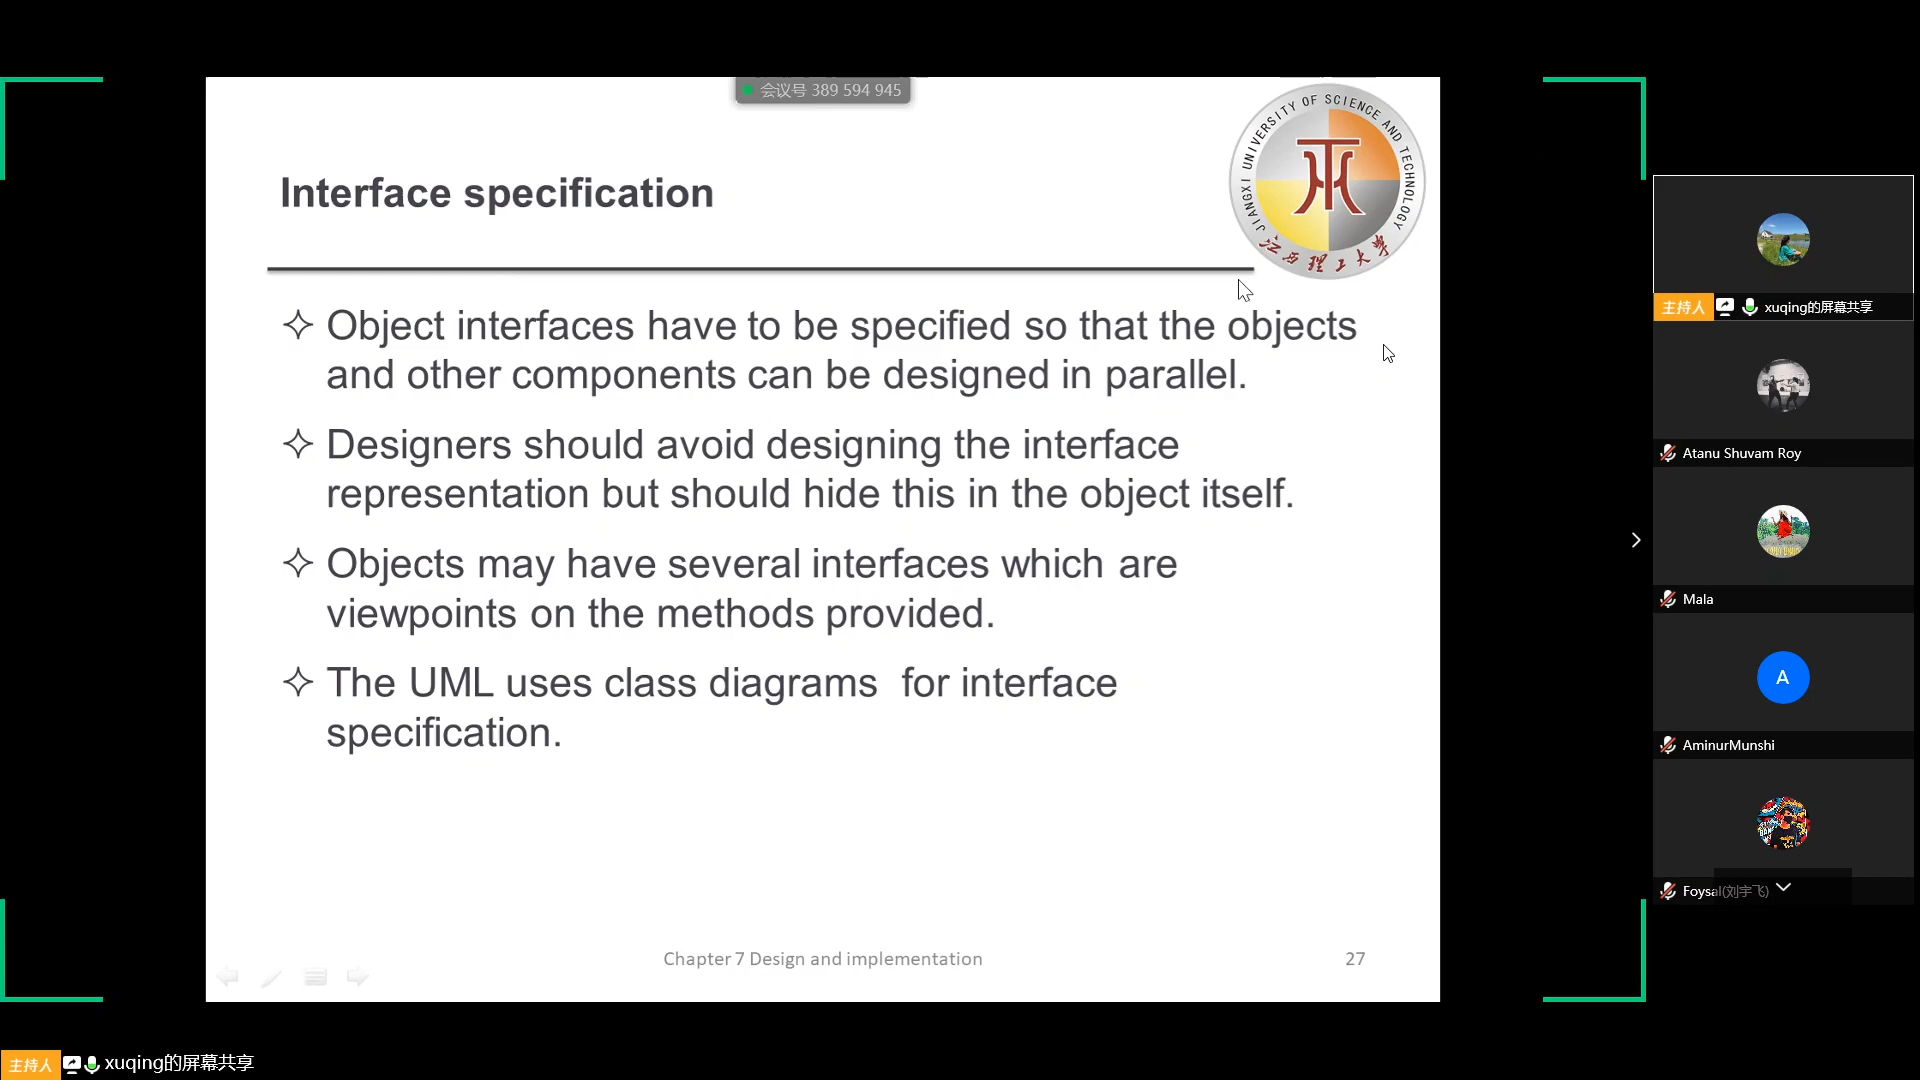 会议号 389 594 945
JIANGXI UNIVERSITY OF SCIENCE AND TECHNOLOGY
江西理工大学
Interface specification
Object interfaces have to be specified so that the objects
and other components can be designed in parallel.
Designers should avoid designing the interface
representation but should hide this in the object itself.
Objects may have several interfaces which are
viewpoints on the methods provided.
The UML uses class diagrams  for interface
specification.
Chapter 7 Design and implementation
27
主持人 xuqing的屏幕共享
Atanu Shuvam Roy
Mala
A
AminurMunshi
Foysal(刘宇飞)
主持人 xuqing的屏幕共享